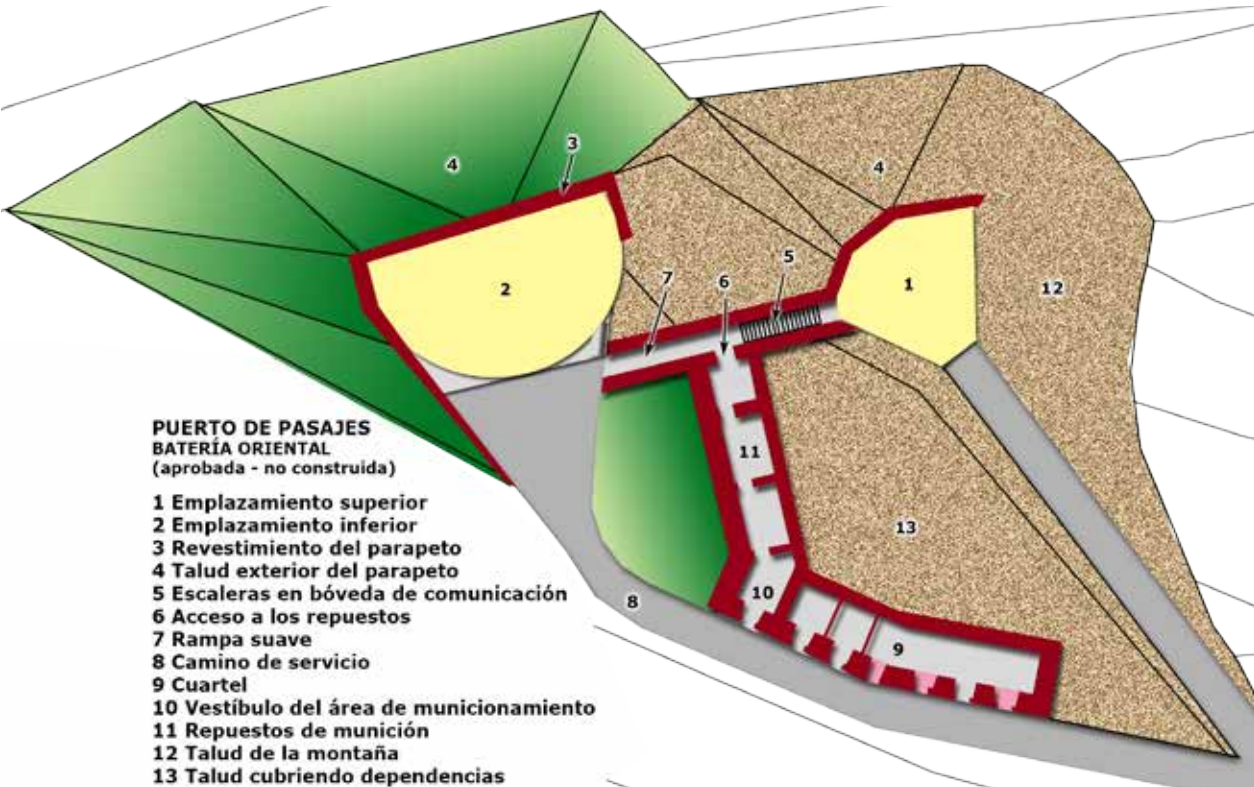 4
3
4
5
7
6
2
1
12
11
13
10
8
9
PUERTO DE PASAJES
BATERÍA ORIENTAL
(aprobada - no construida)
1 Emplazamiento superior
2 Emplazamiento inferior
3 Revestimiento del parapeto
4 Talud exterior del parapeto
5 Escaleras en bóveda de comunicación
6 Acceso a los repuestos
7 Rampa suave
8 Camino de servicio
9 Cuartel
10 Vestíbulo del área de municionamiento
11 Repuestos de munición
12 Talud de la montaña
13 Talud cubriendo dependencias